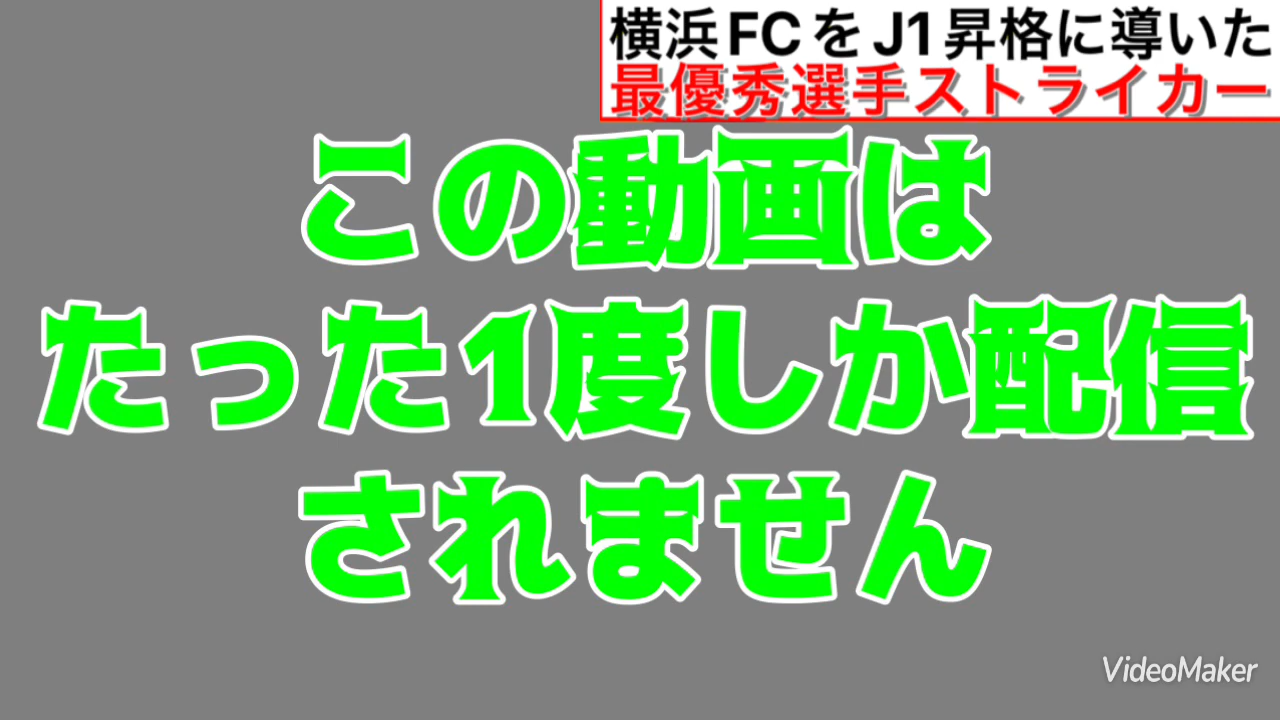 横浜FCをJ1昇格に導いた
最優秀選手ストライカー
この動画は
たった1度しか配信
されません
VideoMaker